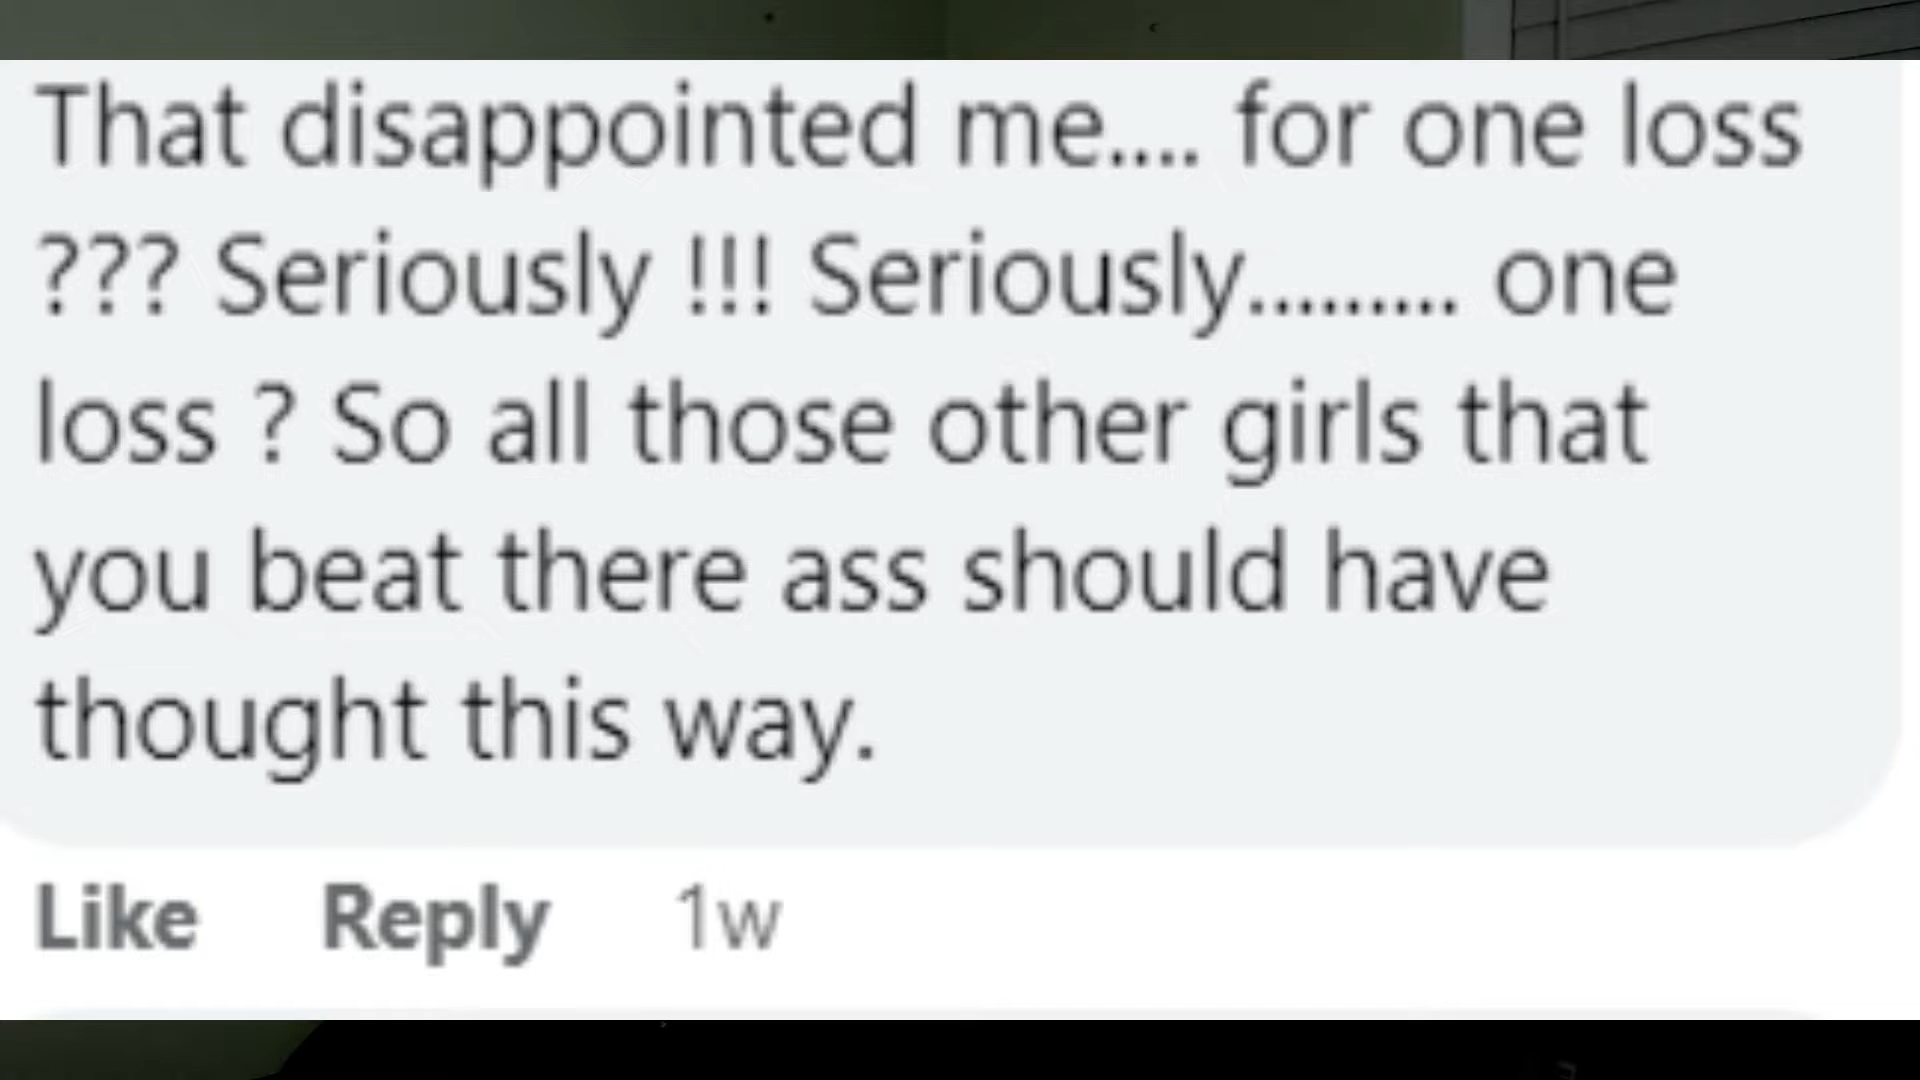 That disappointed me.... for one loss
??? Seriously !!! Seriously......... one
loss ? So all those other girls that
you beat there ass should have
thought this way.
Like Reply 1w